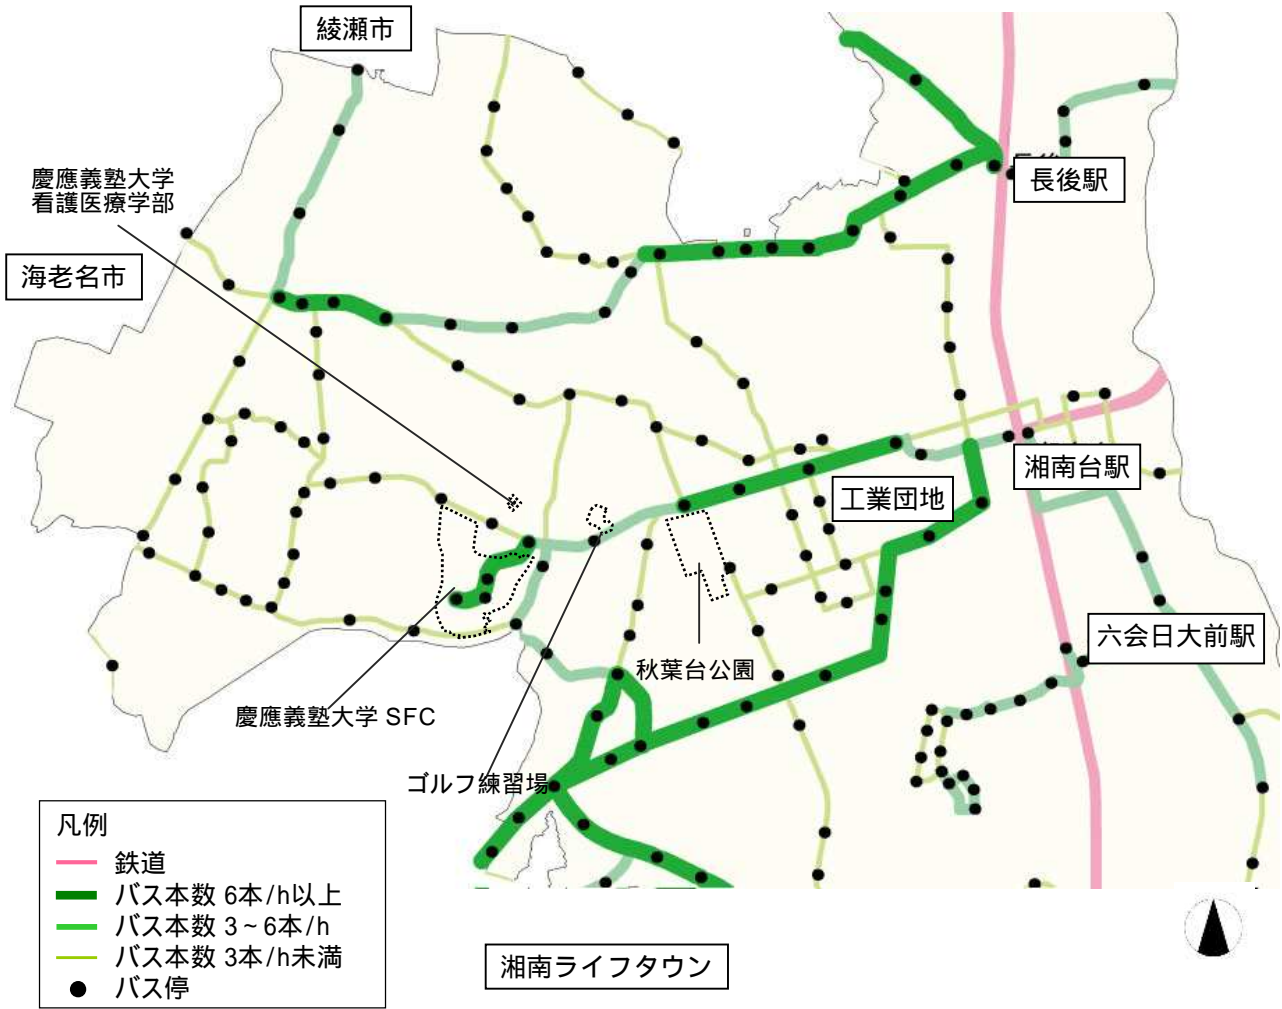 綾瀬市
慶應義塾大学
看護医療学部
長後駅
海老名市
湘南台駅
工業団地
六会日大前駅
秋葉台公園
慶應義塾大学 SFC
ゴルフ練習場
凡例
鉄道
バス本数 6本/h以上
バス本数 3~6本/h
バス本数 3本/h未満
バス停
湘南ライフタウン